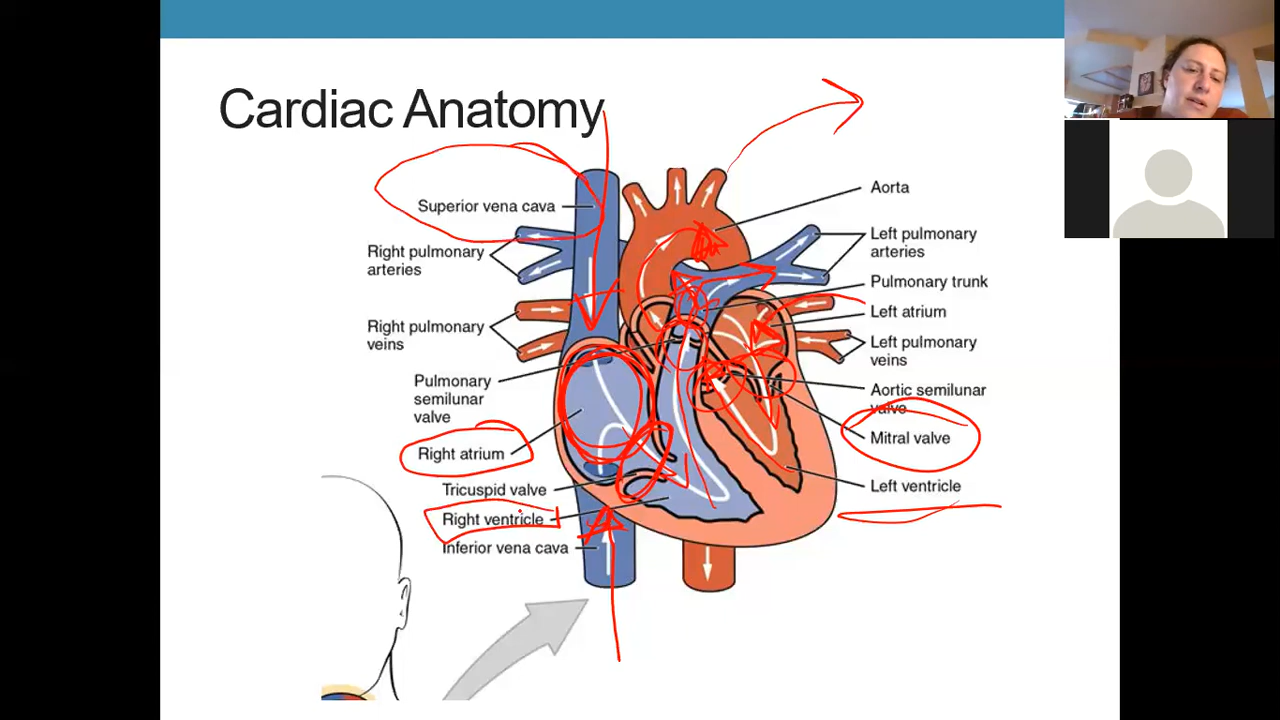 Cardiac Anatomy
Superior vena cava
Right pulmonary
arteries
Right pulmonary
veins
Pulmonary
semilunar
valve
Right atrium
Tricuspid valve
Right ventricle
Inferior vena cava
Aorta
Left pulmonary
arteries
Pulmonary trunk
Left atrium
Left pulmonary
veins
Aortic semilunar
valve
Mitral valve
Left ventricle